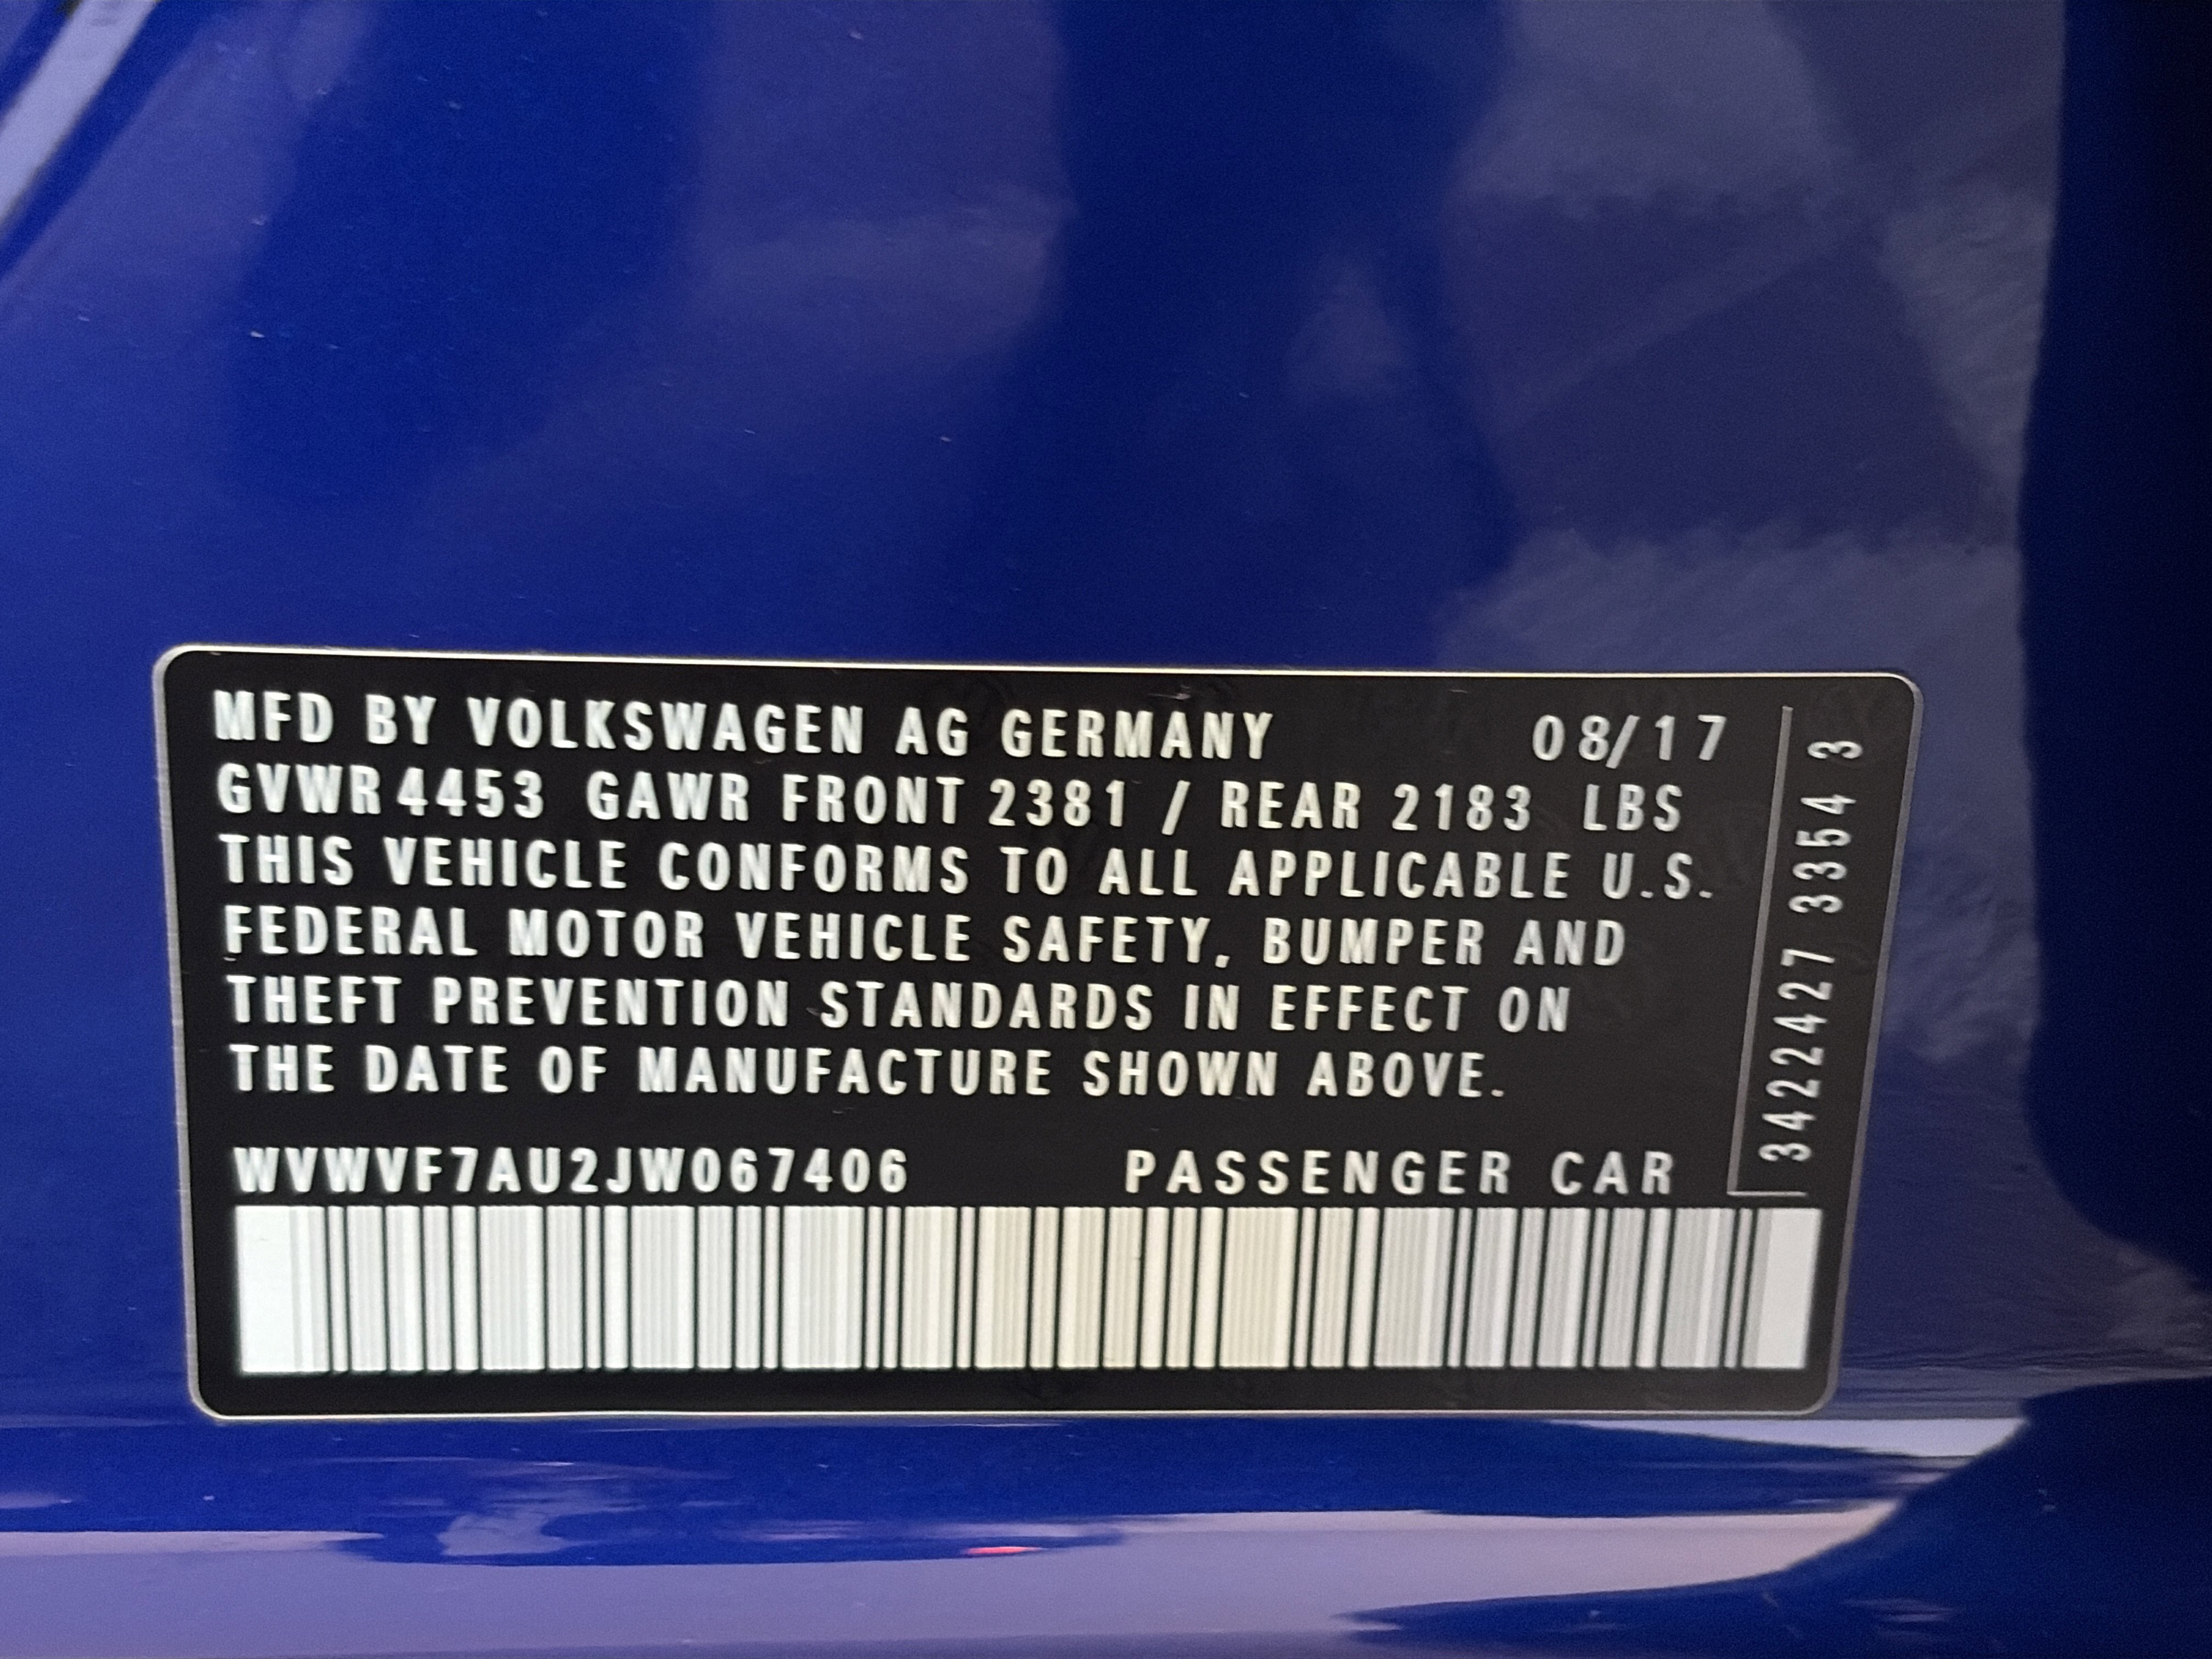 MFD BY VOLKSWAGEN AG GERMANY 08/17
GVWR 4453 GAWR FRONT 2381 / REAR 2183 LBS
THIS VEHICLE CONFORMS TO ALL APPLICABLE U.S.
FEDERAL MOTOR VEHICLE SAFETY, BUMPER AND
THEFT PREVENTION STANDARDS IN EFFECT ON
THE DATE OF MANUFACTURE SHOWN ABOVE.
WVWVF7AU2JW067406 PASSENGER CAR
3422427 3354 3